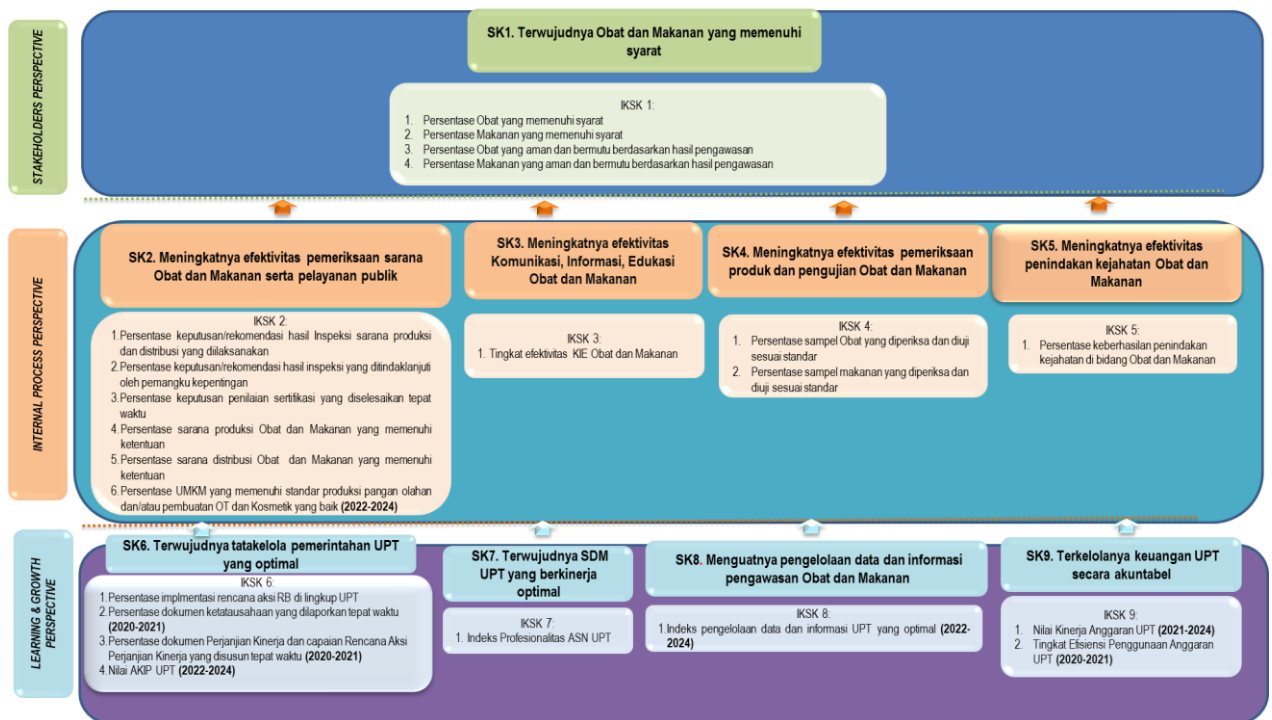 STAKEHOLDERS PERSPECTIVE
SK1. Terwujudnya Obat dan Makanan yang memenuhi
syarat
IKSK 1:
1. Persentase Obat yang memenuhi syarat
2. Persentase Makanan yang memenuhi syarat
3. Persentase Obat yang aman dan bermutu berdasarkan hasil pengawasan
4. Persentase Makanan yang aman dan bermutu berdasarkan hasil pengawasan
INTERNAL PROCESS PERSPECTIVE
SK2. Meningkatnya efektivitas pemeriksaan sarana
Obat dan Makanan serta pelayanan publik
IKSK 2:
1.Persentase keputusan/rekomendasi hasil Inspeksi sarana produksi
dan distribusi yang dilaksanakan
2.Persentase keputusan/rekomendasi hasil inspeksi yang ditindaklanjuti
oleh pemangku kepentingan
3.Persentase keputusan penilaian sertifikasi yang diselesaikan tepat
waktu
4.Persentase sarana produksi Obat dan Makanan yang memenuhi
ketentuan
5.Persentase sarana distribusi Obat dan Makanan yang memenuhi
ketentuan
6.Persentase UMKM yang memenuhi standar produksi pangan olahan
dan/atau pembuatan OT dan Kosmetik yang baik (2022-2024)
SK3. Meningkatnya efektivitas
Komunikasi, Informasi, Edukasi
Obat dan Makanan
IKSK 3:
1. Tingkat efektivitas KIE Obat dan Makanan
SK4. Meningkatnya efektivitas pemeriksaan
produk dan pengujian Obat dan Makanan
IKSK 4:
1. Persentase sampel Obat yang diperiksa dan diuji
sesuai standar
2. Persentase sampel makanan yang diperiksa dan
diuji sesuai standar
SK5. Meningkatnya efektivitas
penindakan kejahatan Obat dan
Makanan
IKSK 5:
1. Persentase keberhasilan penindakan
kejahatan di bidang Obat dan Makanan
LEARNING & GROWTH
PERSPECTIVE
SK6. Terwujudnya tatakelola pemerintahan UPT
yang optimal
IKSK 6:
1.Persentase implmentasi rencana aksi RB di lingkup UPT
2.Persentase dokumen ketatausahaan yang dilaporkan tepat waktu
(2020-2021)
3.Persentase dokumen Perjanjian Kinerja dan capaian Rencana Aksi
Perjanjian Kinerja yang disusun tepat waktu (2020-2021)
4.Nilai AKIP UPT (2022-2024)
SK7. Terwujudnya SDM
UPT yang berkinerja
optimal
IKSK 7:
1. Indeks Profesionalitas ASN UPT
SK8. Menguatnya pengelolaan data dan informasi
pengawasan Obat dan Makanan
IKSK 8:
1.Indeks pengelolaan data dan informasi UPT yang optimal (2022-
2024)
SK9. Terkelolanya keuangan UPT
secara akuntabel
IKSK 9:
1. Nilai Kinerja Anggaran UPT (2021-2024)
2. Tingkat Efisiensi Penggunaan Anggaran
UPT (2020-2021)